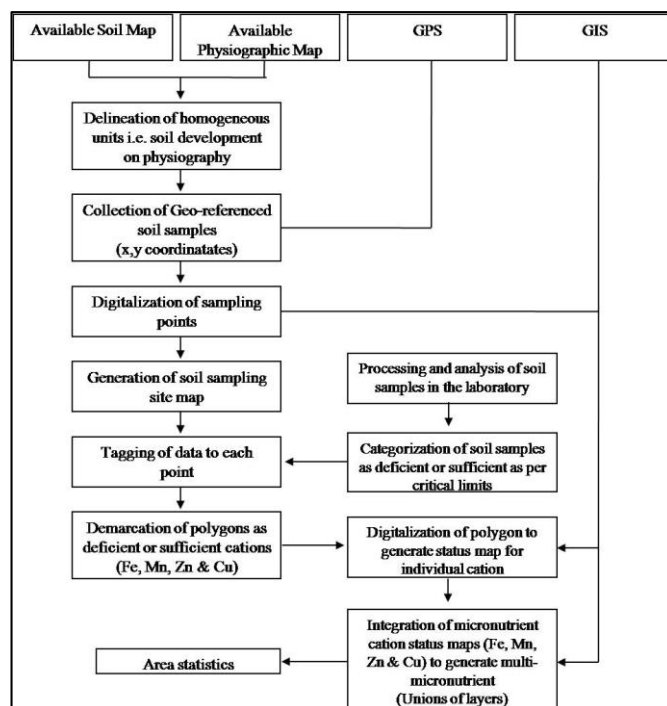 Available Soil Map
Available
Physiographic Map
GPS
GIS
Delineation of homogeneous
units i.e. soil development
on physiography
Collection of Geo-referenced
soil samples
(x,y coordinatates)
Digitalization of sampling
points
Generation of soil sampling
site map
Processing and analysis of soil
samples in the laboratory
Tagging of data to each
point
Categorization of soil samples
as deficient or sufficient as per
critical limits
Demarcation of polygons as
deficient or sufficient cations
(Fe, Mn, Zn & Cu)
Digitalization of polygon to
generate status map for
individual cation
Integration of micronutrient
cation status maps (Fe, Mn,
Zn & Cu) to generate multi-
micronutrient
(Unions of layers)
Area statistics